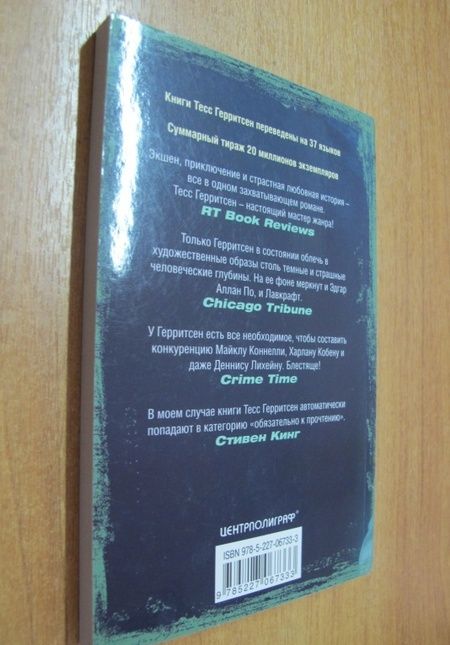 Книги Тесс Герритсен переведены на 37 языков
Суммарный тираж 20 миллионов экземпляров
Экшен, приключение и страстная любовная история –
все в одном захватывающем романе.
Тесс Герритсен – настоящий мастер жанра!
RT Book Reviews
Только Герритсен в состоянии облечь в
художественные образы столь темные и страшные
человеческие глубины. На ее фоне меркнут и Эдгар
Аллан По, и Лавкрафт.
Chicago Tribune
У Герритсен есть все необходимое, чтобы составить
конкуренцию Майклу Коннелли, Харлану Кобену и
даже Деннису Лихейну. Блестяще!
Crime Time
В моем случае книги Тесс Герритсен автоматически
попадают в категорию «обязательно к прочтению».
Стивен Кинг
ЦЕНТРПОЛИГРАФ®
ISBN 978-5-227-06733-3
9785227067333